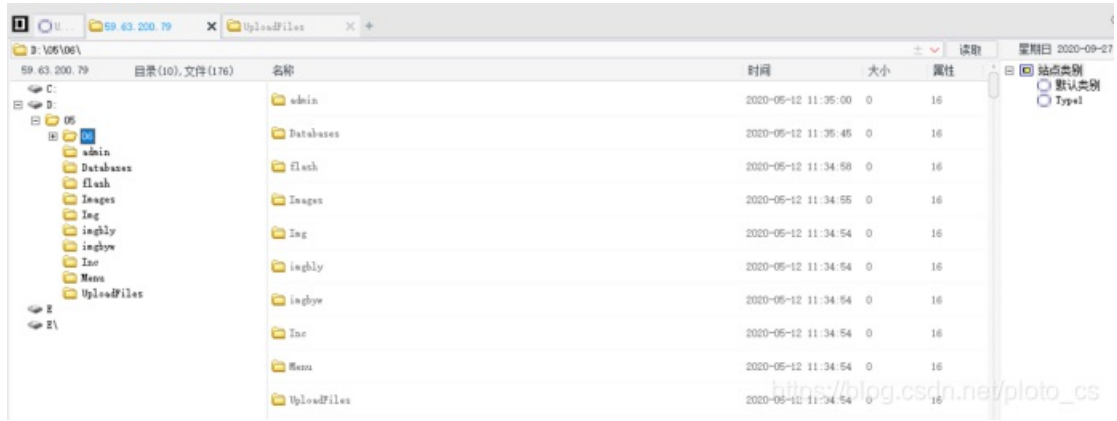 59.63.200.79 UploadFiles
D:\05\06\ 读取 星期日 2020-09-27
59.63.200.79 目录(10),文件(176) 名称 时间 大小 属性 站点类别
C: 默认类别
D: Type1
05
06
admin
Databases
flash
Images
Img
imgbly
imgbyw
Inc
Menu
UploadFiles
E
E\
admin 2020-05-12 11:35:00 0 16
Databases 2020-05-12 11:35:45 0 16
flash 2020-05-12 11:34:58 0 16
Images 2020-05-12 11:34:55 0 16
Img 2020-05-12 11:34:54 0 16
imgbly 2020-05-12 11:34:54 0 16
imgbyw 2020-05-12 11:34:54 0 16
Inc 2020-05-12 11:34:54 0 16
Menu 2020-05-12 11:34:54 0 16
UploadFiles 2020-05-12 11:34:54 0 16
https://blog.csdn.net/ploto_cs